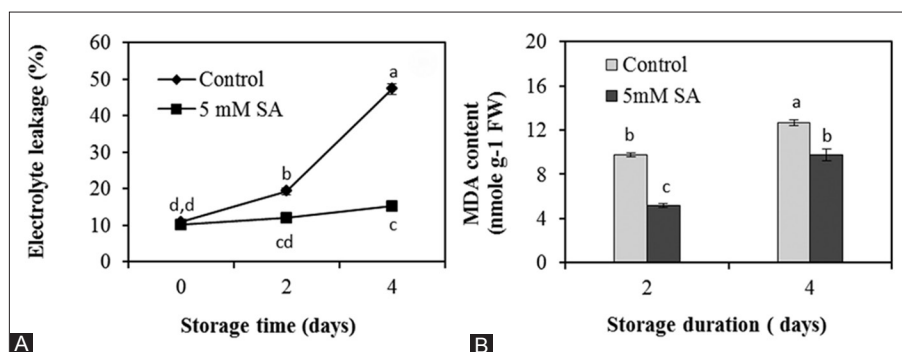 Electrolyte leakage (%)
60
50
40
30
20
10
0
Control
5 mM SA
a
b
d,d
cd
c
0 2 4
Storage time (days)
A
MDA content
(nmole g-1 FW)
20
16
12
8
4
0
Control
5mM SA
b
c
a
b
2 4
Storage duration ( days)
B